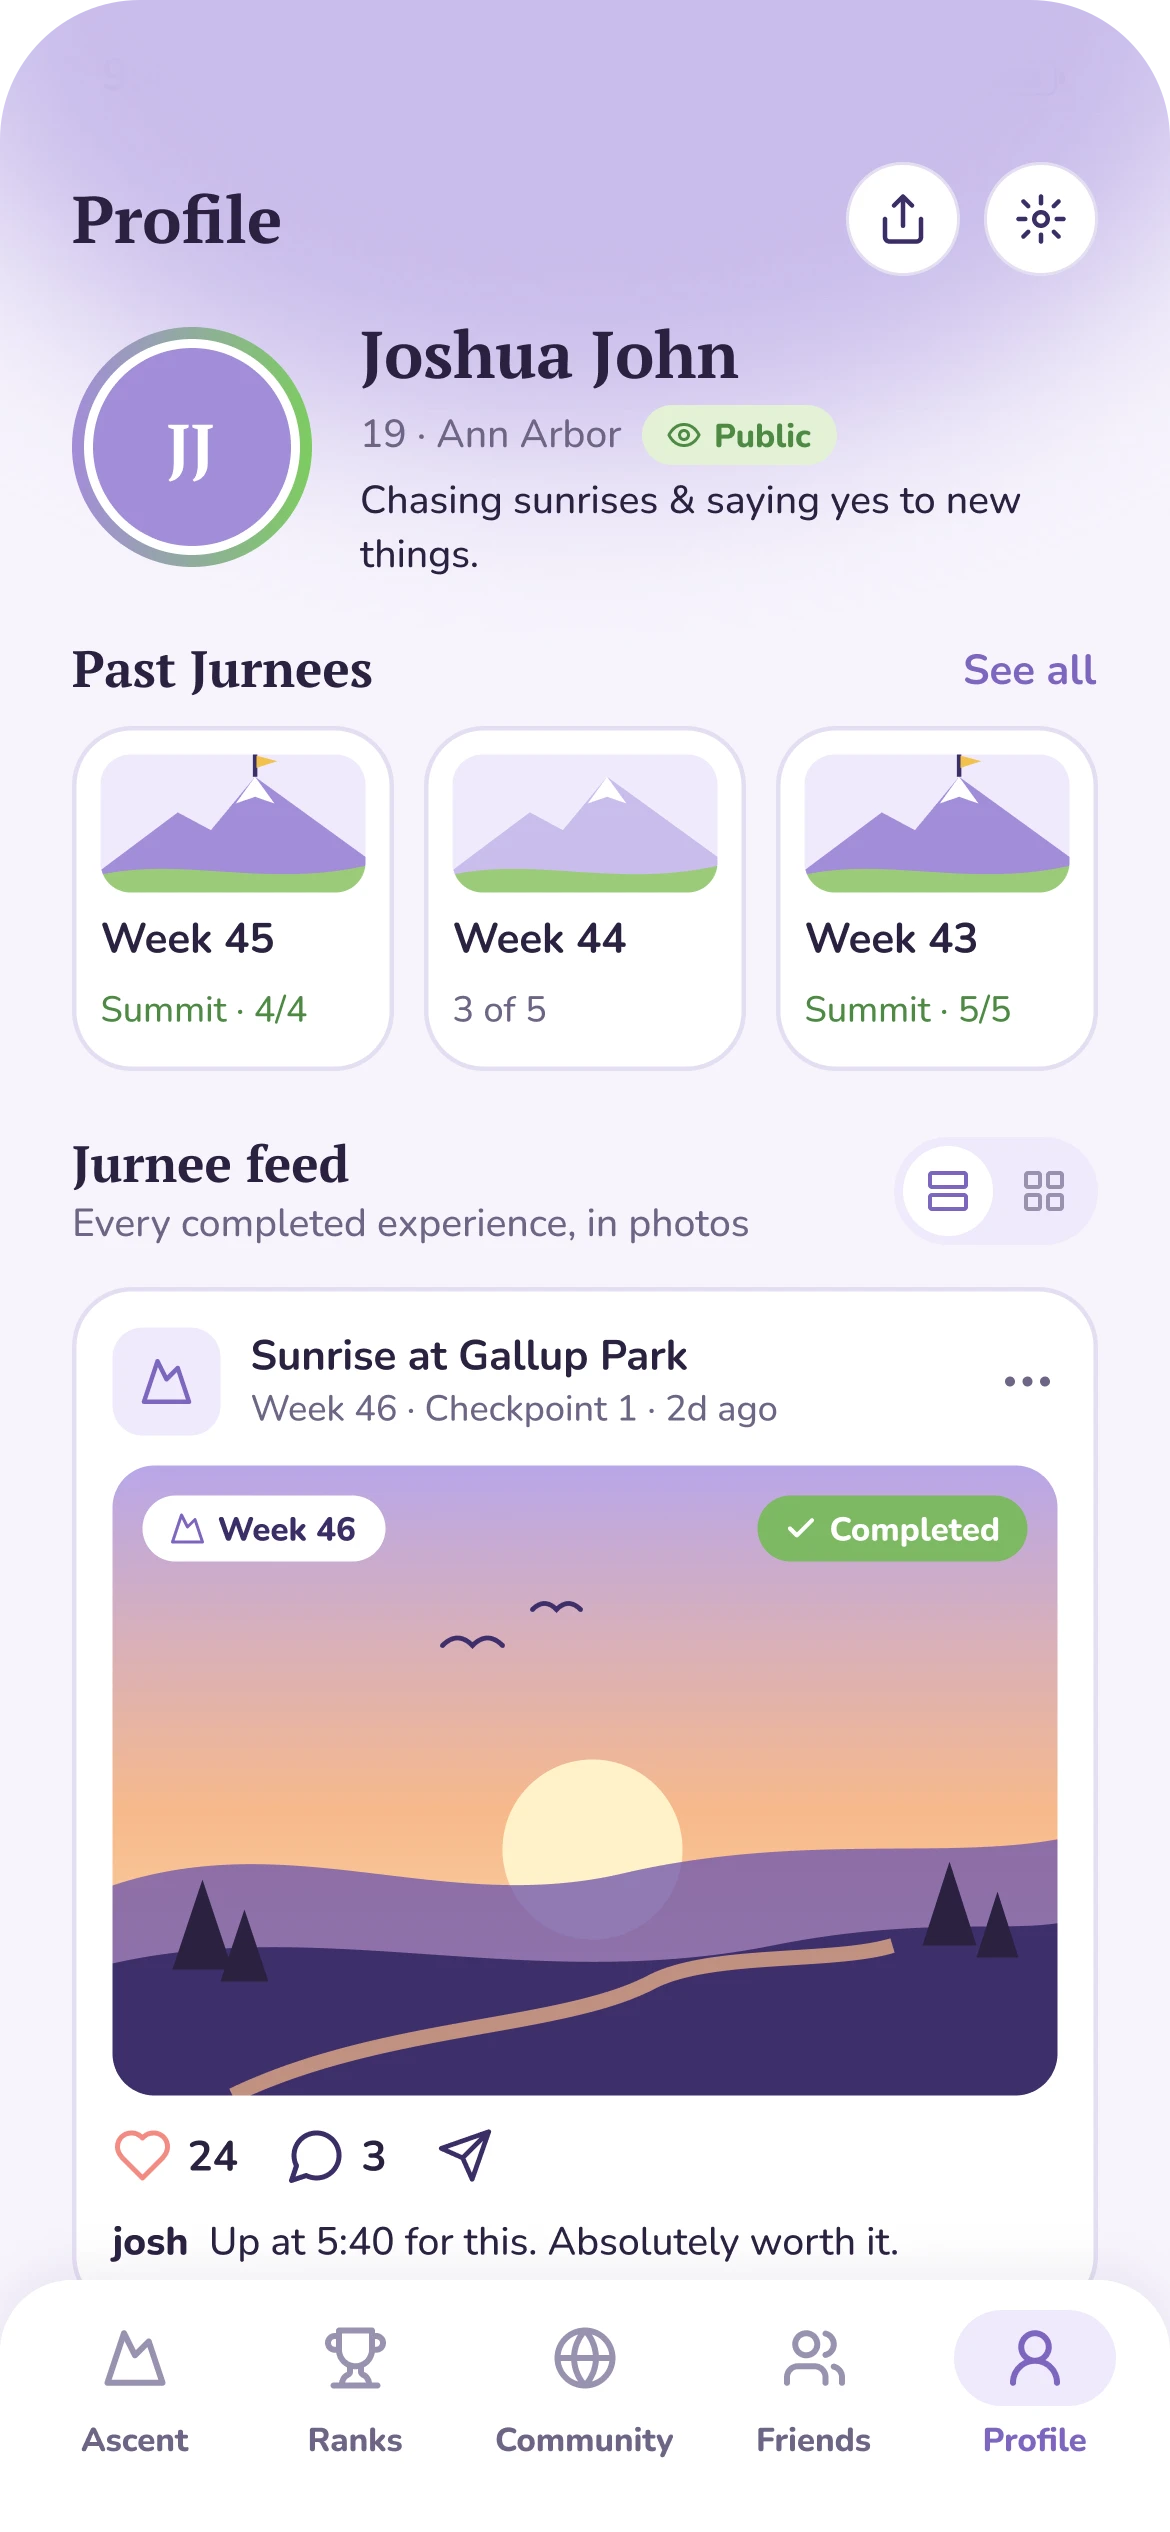 Profile
Joshua John
JJ
19 · Ann Arbor
Public
Chasing sunrises & saying yes to new
things.
Past Jurnees
See all
Week 45
Summit · 4/4
Week 44
3 of 5
Week 43
Summit · 5/5
Jurnee feed
Every completed experience, in photos
Sunrise at Gallup Park
Week 46 · Checkpoint 1 · 2d ago
Week 46
Completed
24
3
josh Up at 5:40 for this. Absolutely worth it.
Ascent
Ranks
Community
Friends
Profile